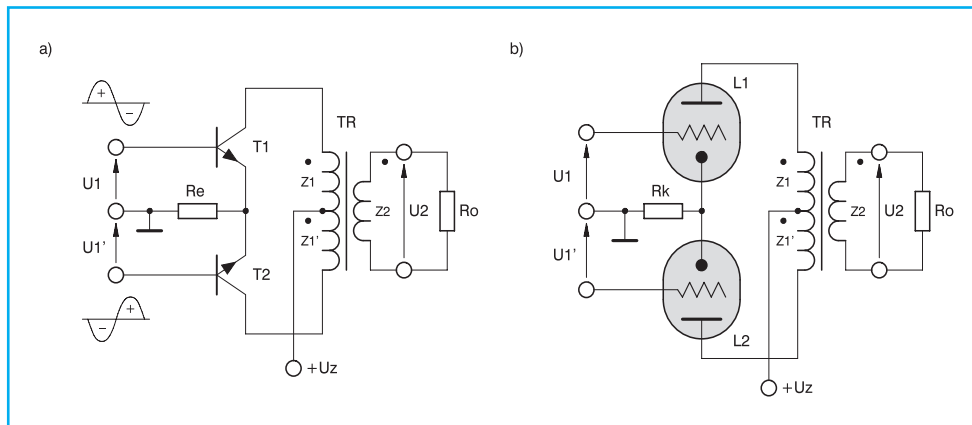 a)
+
−
T1
TR
U1
Re
Z1
Z2
U2
Ro
U1'
Z1'
T2
−
+
+Uz
b)
L1
TR
U1
Rk
Z1
Z2
U2
Ro
U1'
Z1'
L2
+Uz